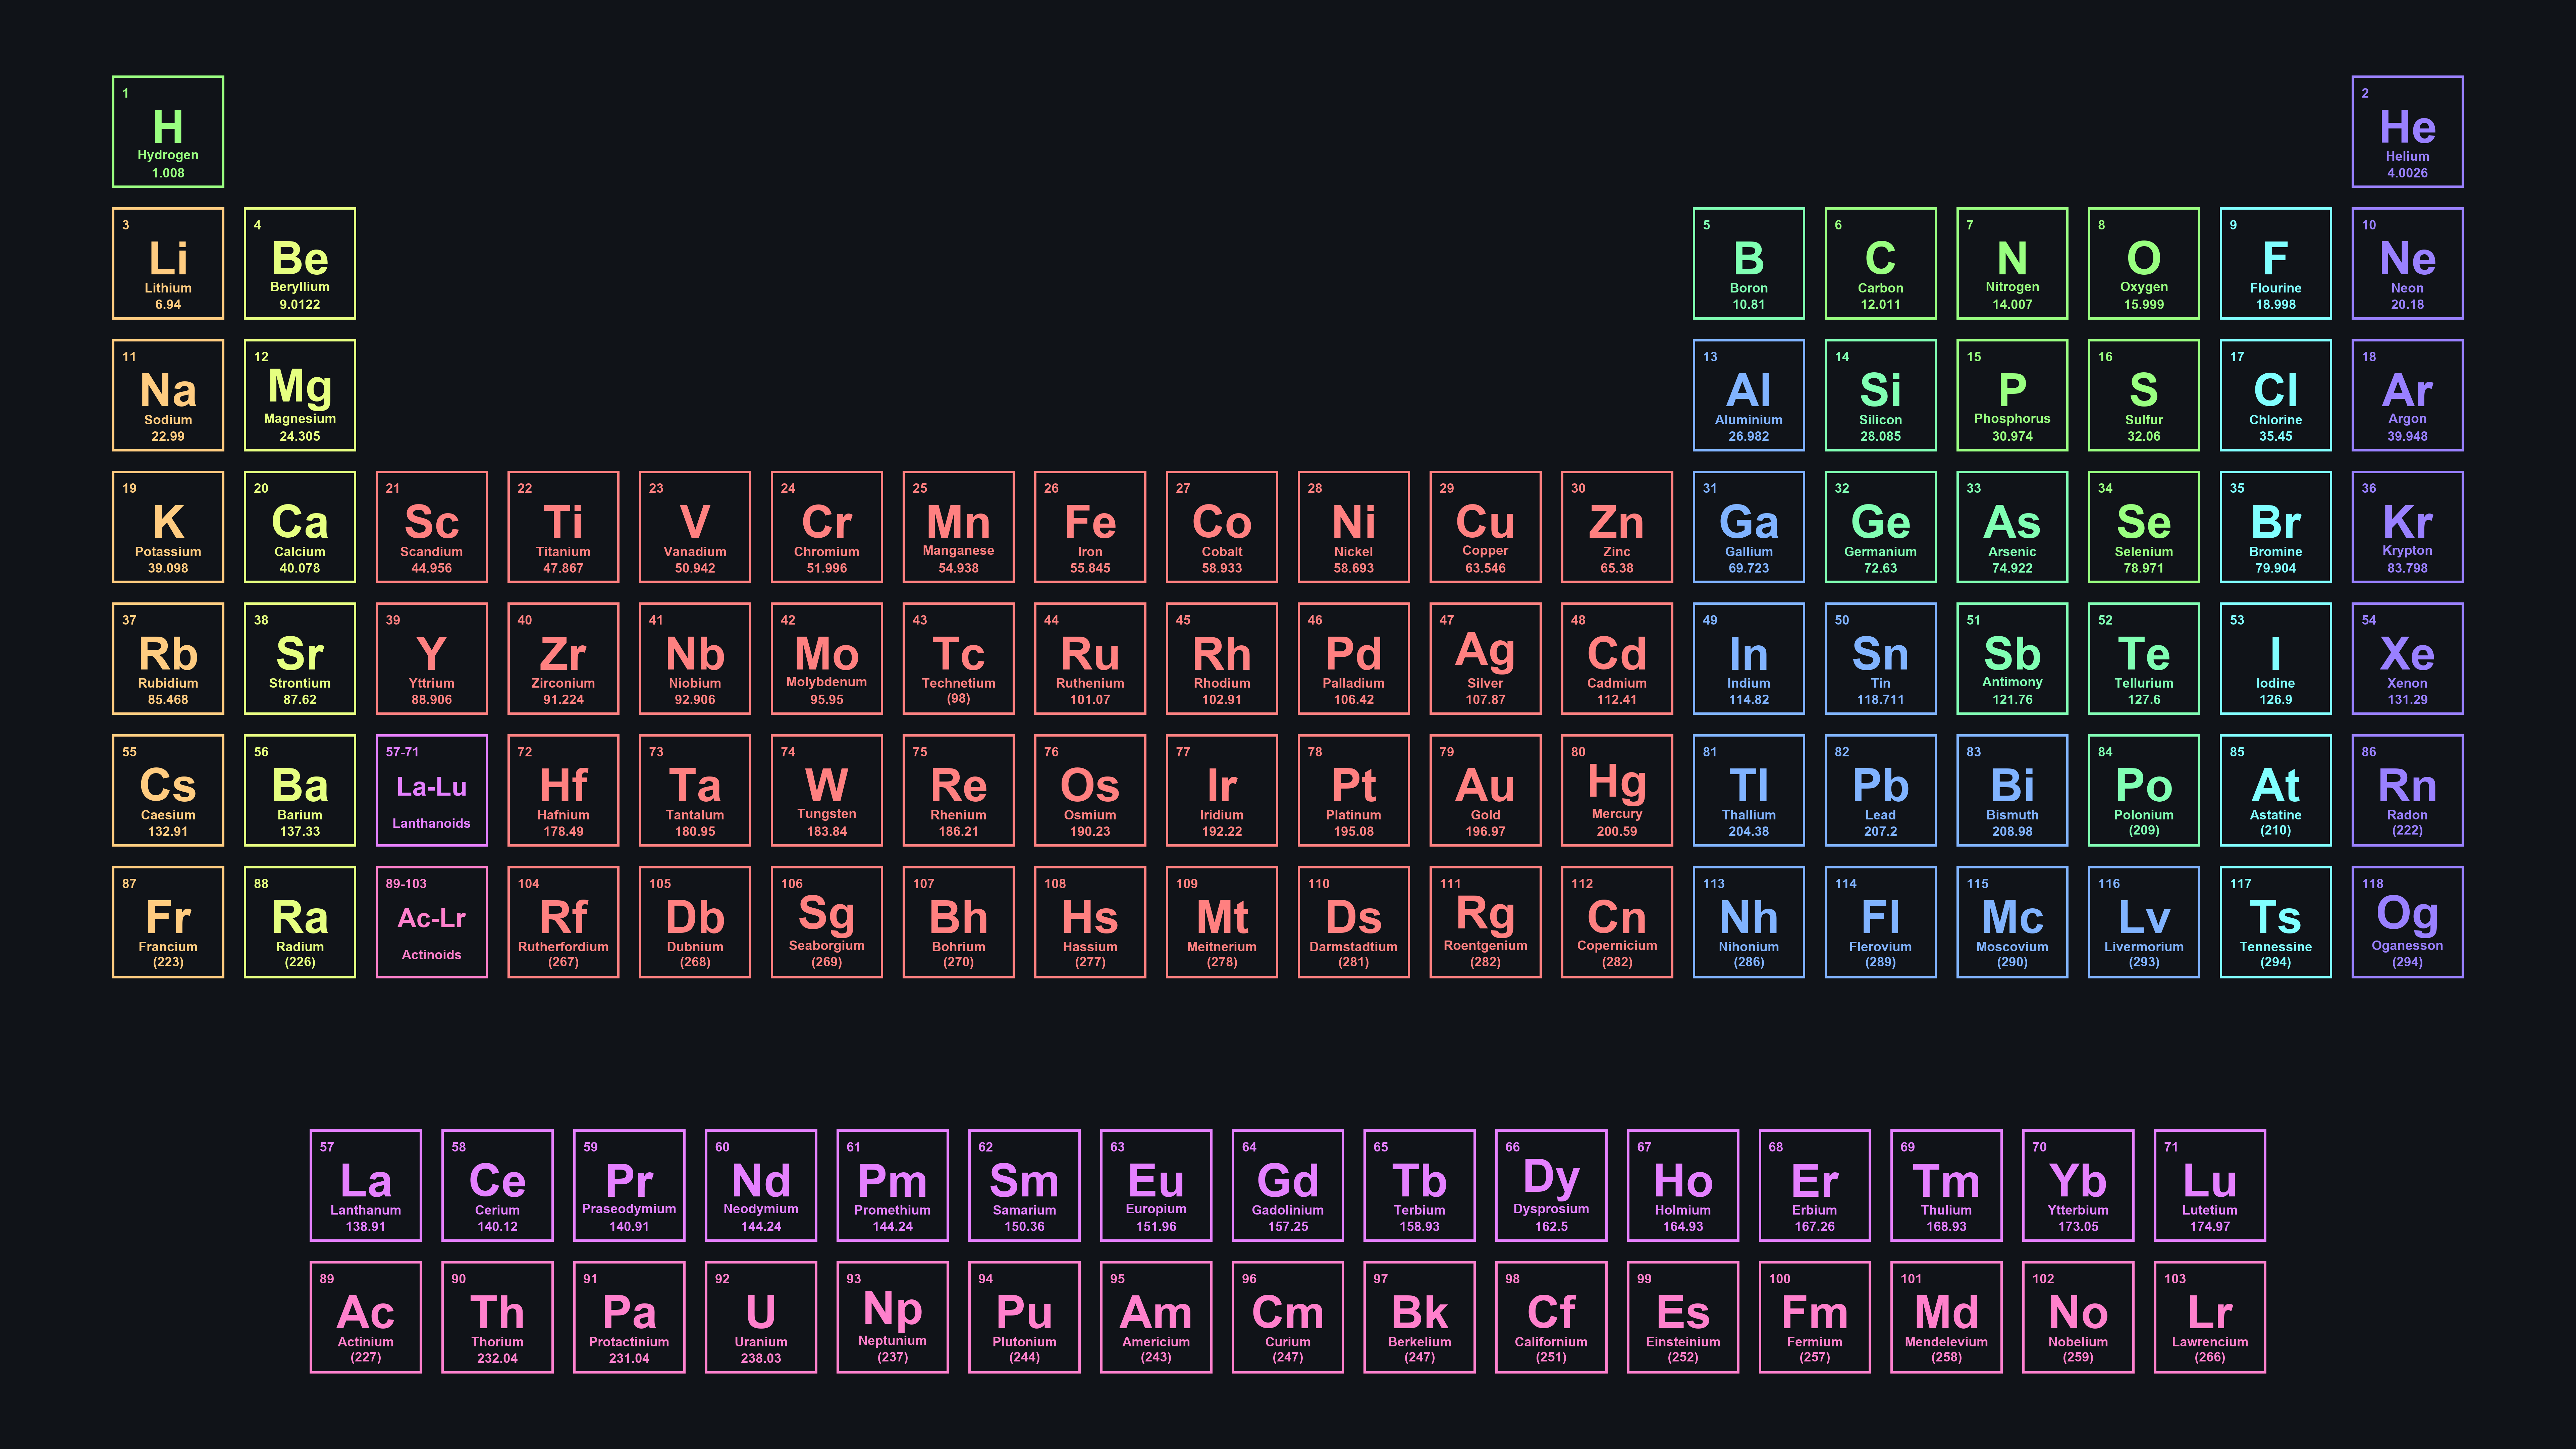 1
H
Hydrogen
1.008
2
He
Helium
4.0026
3
Li
Lithium
6.94
4
Be
Beryllium
9.0122
5
B
Boron
10.81
6
C
Carbon
12.011
7
N
Nitrogen
14.007
8
O
Oxygen
15.999
9
F
Flourine
18.998
10
Ne
Neon
20.18
11
Na
Sodium
22.99
12
Mg
Magnesium
24.305
13
Al
Aluminium
26.982
14
Si
Silicon
28.085
15
P
Phosphorus
30.974
16
S
Sulfur
32.06
17
Cl
Chlorine
35.45
18
Ar
Argon
39.948
19
K
Potassium
39.098
20
Ca
Calcium
40.078
21
Sc
Scandium
44.956
22
Ti
Titanium
47.867
23
V
Vanadium
50.942
24
Cr
Chromium
51.996
25
Mn
Manganese
54.938
26
Fe
Iron
55.845
27
Co
Cobalt
58.933
28
Ni
Nickel
58.693
29
Cu
Copper
63.546
30
Zn
Zinc
65.38
31
Ga
Gallium
69.723
32
Ge
Germanium
72.63
33
As
Arsenic
74.922
34
Se
Selenium
78.971
35
Br
Bromine
79.904
36
Kr
Krypton
83.798
37
Rb
Rubidium
85.468
38
Sr
Strontium
87.62
39
Y
Yttrium
88.906
40
Zr
Zirconium
91.224
41
Nb
Niobium
92.906
42
Mo
Molybdenum
95.95
43
Tc
Technetium
(98)
44
Ru
Ruthenium
101.07
45
Rh
Rhodium
102.91
46
Pd
Palladium
106.42
47
Ag
Silver
107.87
48
Cd
Cadmium
112.41
49
In
Indium
114.82
50
Sn
Tin
118.711
51
Sb
Antimony
121.76
52
Te
Tellurium
127.6
53
I
Iodine
126.9
54
Xe
Xenon
131.29
55
Cs
Caesium
132.91
56
Ba
Barium
137.33
57-71
La-Lu
Lanthanoids
72
Hf
Hafnium
178.49
73
Ta
Tantalum
180.95
74
W
Tungsten
183.84
75
Re
Rhenium
186.21
76
Os
Osmium
190.23
77
Ir
Iridium
192.22
78
Pt
Platinum
195.08
79
Au
Gold
196.97
80
Hg
Mercury
200.59
81
Tl
Thallium
204.38
82
Pb
Lead
207.2
83
Bi
Bismuth
208.98
84
Po
Polonium
(209)
85
At
Astatine
(210)
86
Rn
Radon
(222)
87
Fr
Francium
(223)
88
Ra
Radium
(226)
89-103
Ac-Lr
Actinoids
104
Rf
Rutherfordium
(267)
105
Db
Dubnium
(268)
106
Sg
Seaborgium
(269)
107
Bh
Bohrium
(270)
108
Hs
Hassium
(277)
109
Mt
Meitnerium
(278)
110
Ds
Darmstadtium
(281)
111
Rg
Roentgenium
(282)
112
Cn
Copernicium
(282)
113
Nh
Nihonium
(286)
114
Fl
Flerovium
(289)
115
Mc
Moscovium
(290)
116
Lv
Livermorium
(293)
117
Ts
Tennessine
(294)
118
Og
Oganesson
(294)
57
La
Lanthanum
138.91
58
Ce
Cerium
140.12
59
Pr
Praseodymium
140.91
60
Nd
Neodymium
144.24
61
Pm
Promethium
144.24
62
Sm
Samarium
150.36
63
Eu
Europium
151.96
64
Gd
Gadolinium
157.25
65
Tb
Terbium
158.93
66
Dy
Dysprosium
162.5
67
Ho
Holmium
164.93
68
Er
Erbium
167.26
69
Tm
Thulium
168.93
70
Yb
Ytterbium
173.05
71
Lu
Lutetium
174.97
89
Ac
Actinium
(227)
90
Th
Thorium
232.04
91
Pa
Protactinium
231.04
92
U
Uranium
238.03
93
Np
Neptunium
(237)
94
Pu
Plutonium
(244)
95
Am
Americium
(243)
96
Cm
Curium
(247)
97
Bk
Berkelium
(247)
98
Cf
Californium
(251)
99
Es
Einsteinium
(252)
100
Fm
Fermium
(257)
101
Md
Mendelevium
(258)
102
No
Nobelium
(259)
103
Lr
Lawrencium
(266)